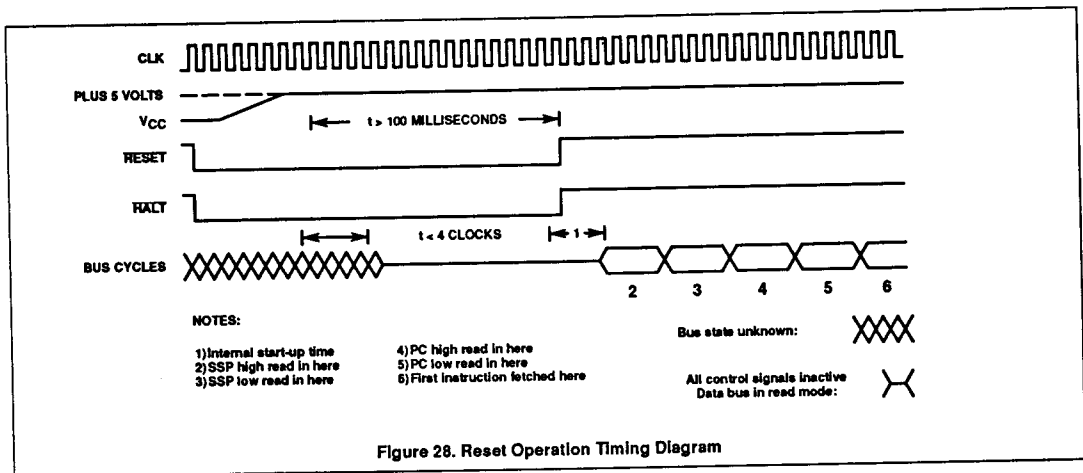 CLK
PLUS 5 VOLTS
VCC
t > 100 MILLISECONDS
RESET
HALT
t < 4 CLOCKS
1
BUS CYCLES
2 3 4 5 6
NOTES:
1)Internal start-up time
2)SSP high read in here
3)SSP low read in here
4)PC high read in here
5)PC low read in here
6)First instruction fetched here
Bus state unknown:
All control signals inactive
Data bus in read mode:
Figure 28. Reset Operation Timing Diagram